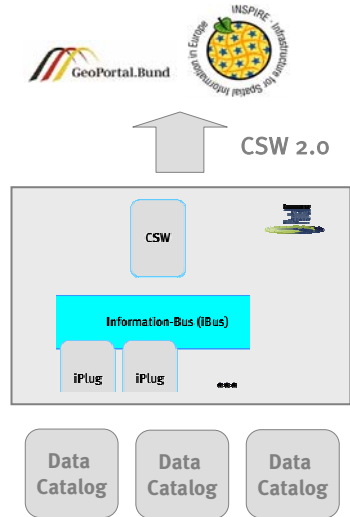 INSPIRE - Infrastructure for Spatial Information in Europe
GeoPortal.Bund
CSW 2.0
CSW
Information-Bus (iBus)
iPlug
iPlug
...
Data
Catalog
Data
Catalog
Data
Catalog